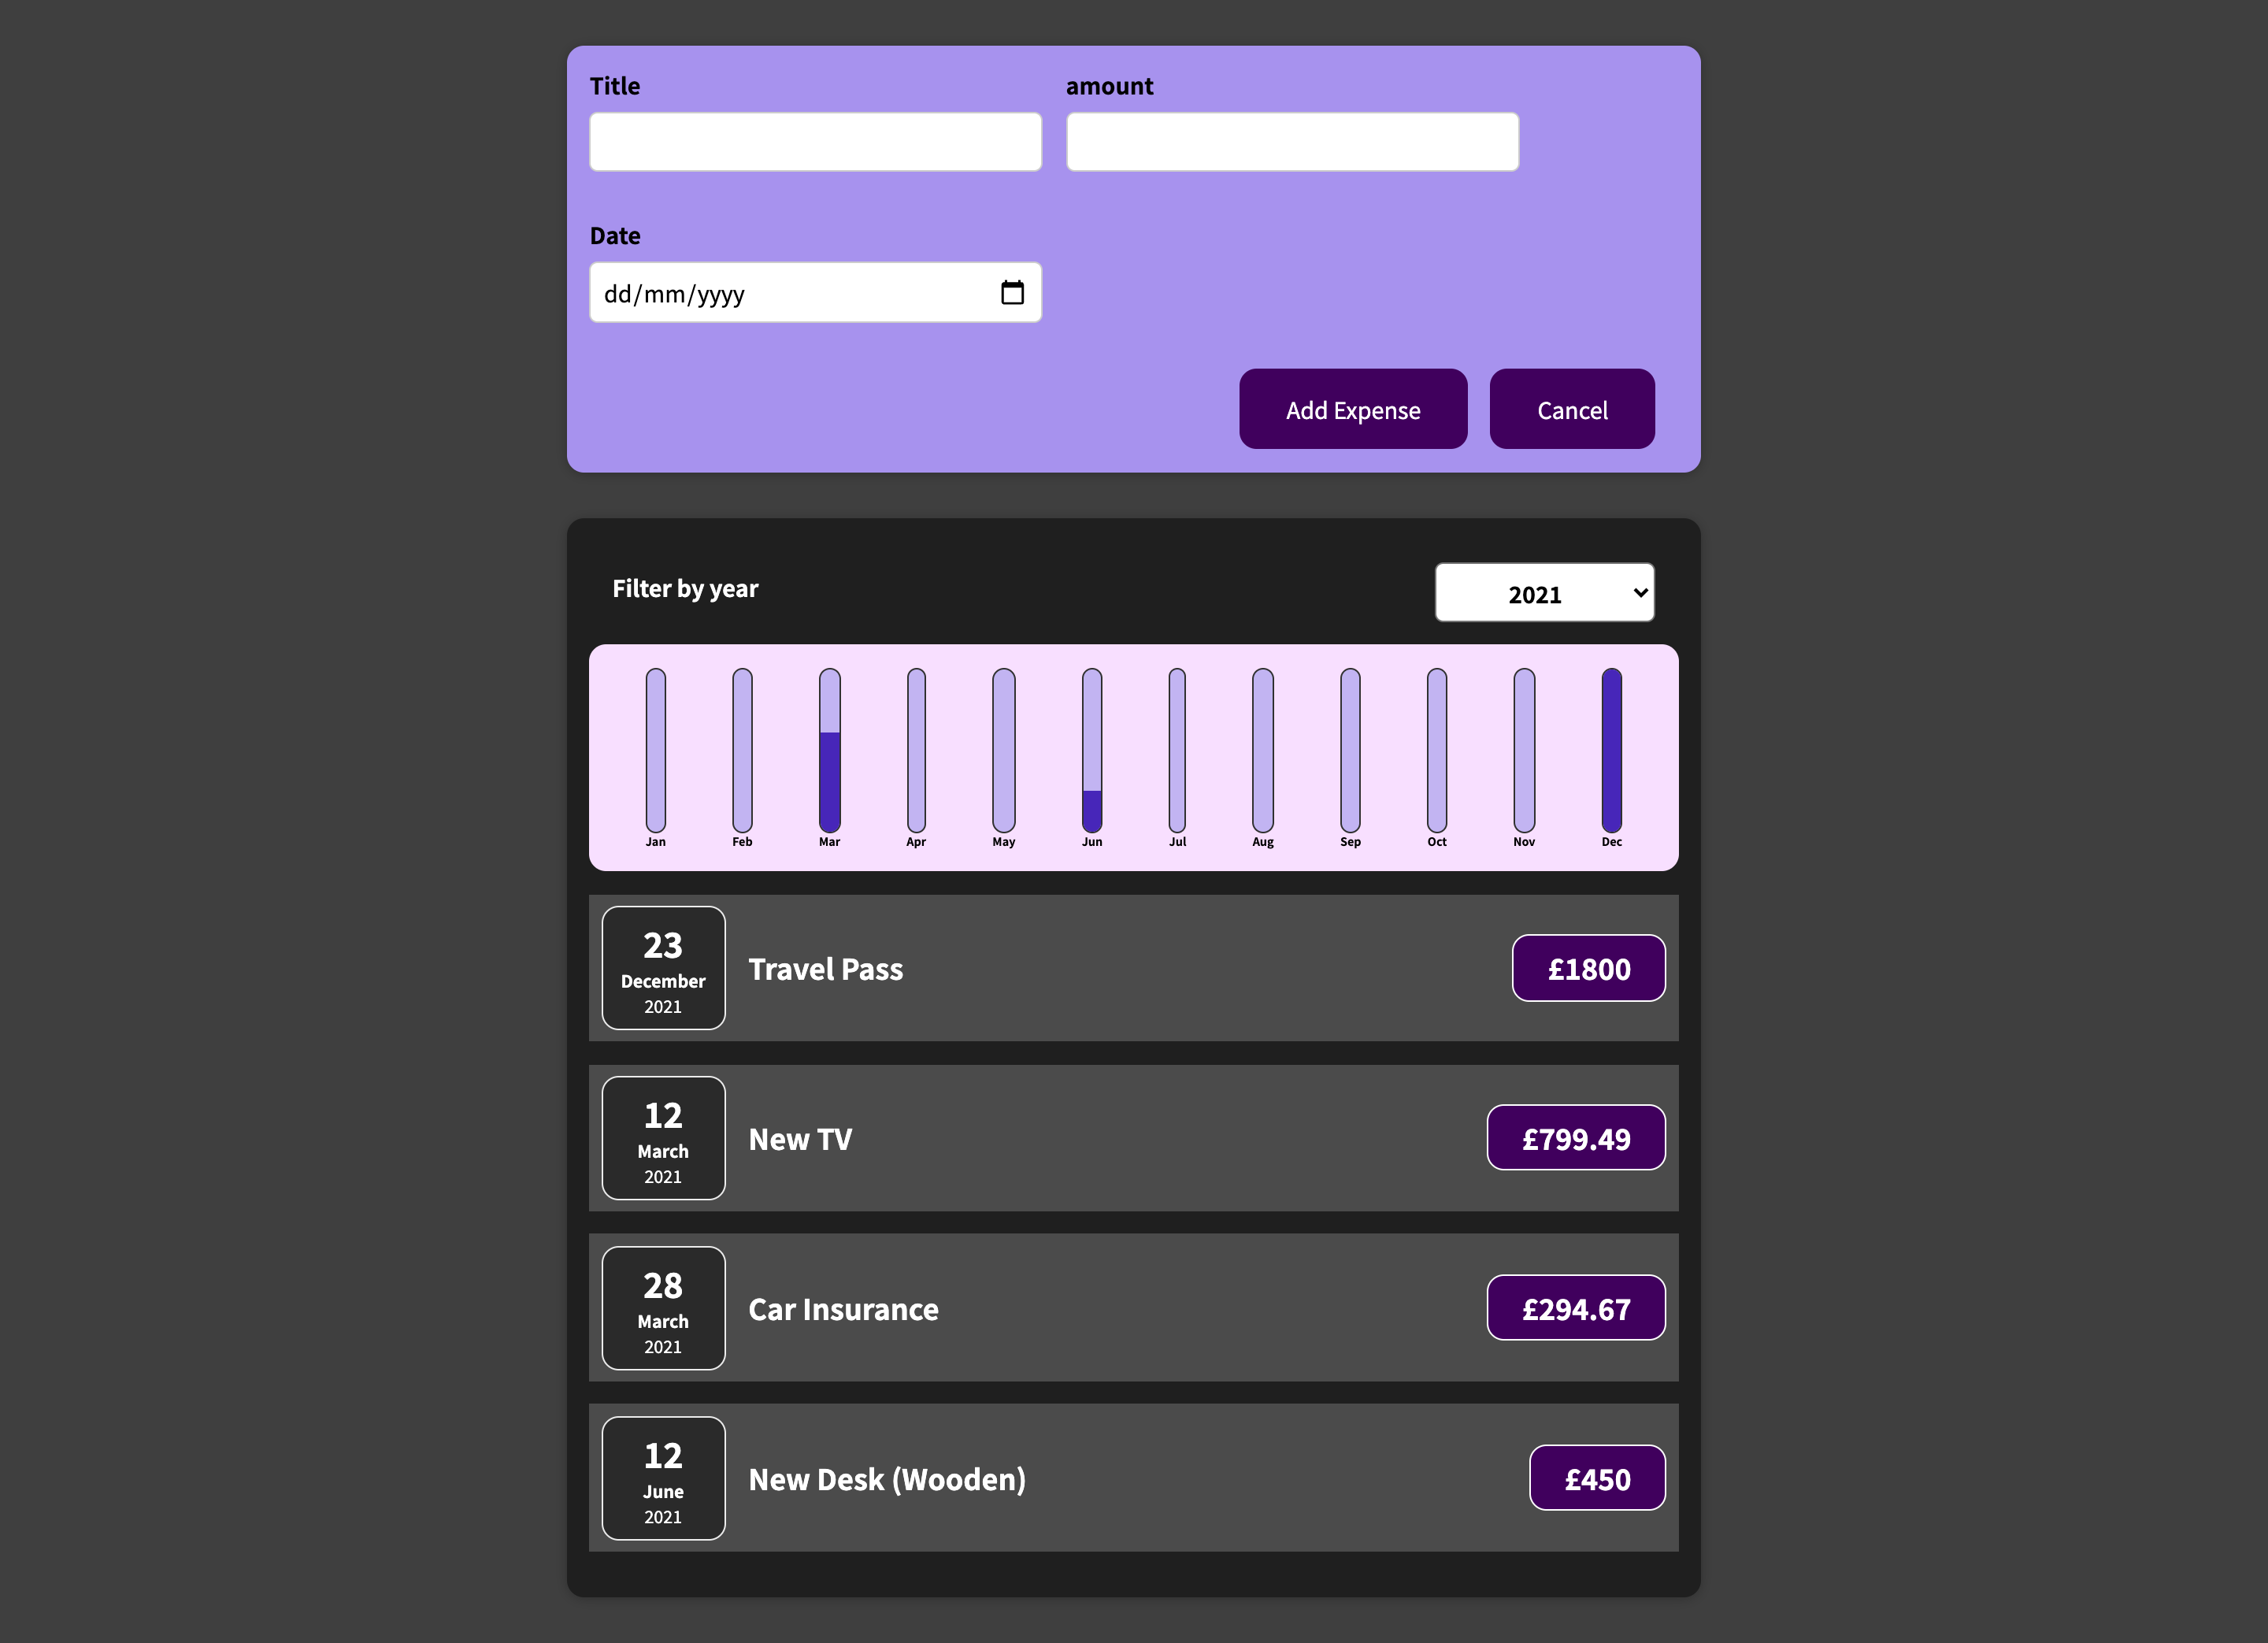 Title amount
Date
dd/mm/yyyy
Add Expense Cancel
Filter by year 2021
Jan Feb Mar Apr May Jun Jul Aug Sep Oct Nov Dec
23
December
2021
Travel Pass
£1800
12
March
2021
New TV
£799.49
28
March
2021
Car Insurance
£294.67
12
June
2021
New Desk (Wooden)
£450